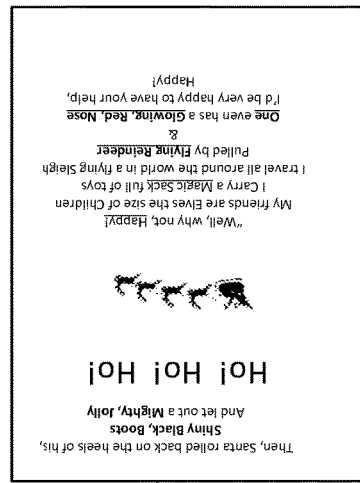 Then, Santa rolled back on the heels of his,
Shiny Black, Boots
And let out a Mighty, Jolly
Ho! Ho! Ho!
"Well, why not, Happy!
My friends are Elves the size of Children
I Carry a Magic Sack full of toys
I travel all around the world in a flying Sleigh
Pulled by Flying Reindeer
&
One even has a Glowing, Red, Nose
I'd be very happy to have your help,
Happy!